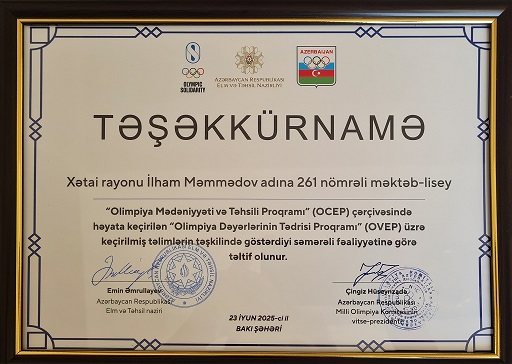 OLYMPIC
SOLIDARITY
AZƏRBAYCAN RESPUBLİKASI
ELM VƏ TƏHSİL NAZİRLİYİ
AZERBAIJAN
TƏŞƏKKÜRNAMƏ
Xətai rayonu İlham Məmmədov adına 261 nömrəli məktəb-lisey
“Olimpiya Mədəniyyəti və Təhsili Proqramı” (OCEP) çərçivəsində
həyata keçirilən “Olimpiya Dəyərlərinin Tədrisi Proqramı” (OVEP) üzrə
keçirilmiş təlimlərin təşkilində göstərdiyi səmərəli fəaliyyətinə görə
təltif olunur.
Emin Əmrullayev
Azərbaycan Respublikası
Elm və Təhsil naziri
Çingiz Hüseynzadə
Azərbaycan Respublikası
Milli Olimpiya Komitəsinin
vitse-prezidenti
23 İYUN 2025-ci il
BAKI ŞƏHƏRİ